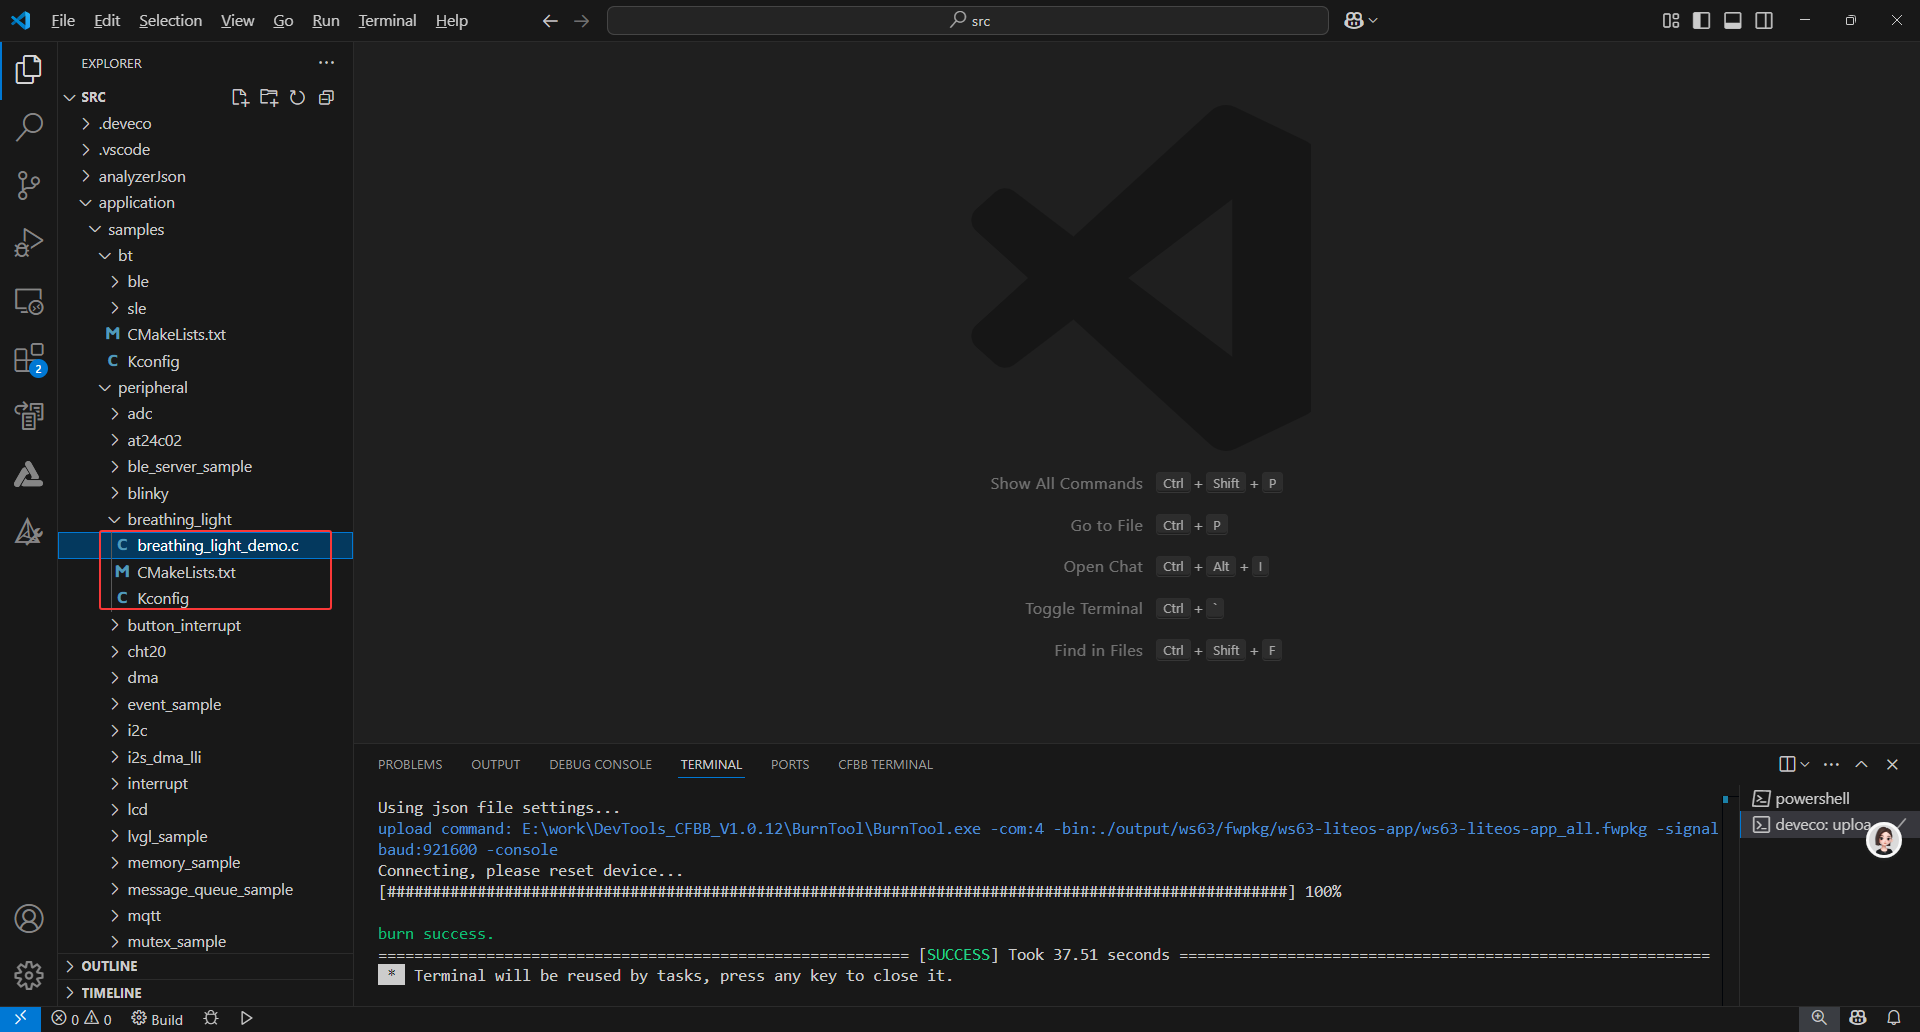 File Edit Selection View Go Run Terminal Help
src
EXPLORER
SRC
.deveco
.vscode
analyzerJson
application
samples
bt
ble
sle
M CMakeLists.txt
C Kconfig
peripheral
adc
at24c02
ble_server_sample
blinky
breathing_light
C breathing_light_demo.c
M CMakeLists.txt
C Kconfig
button_interrupt
cht20
dma
event_sample
i2c
i2s_dma_lli
interrupt
lcd
lvgl_sample
memory_sample
message_queue_sample
mqtt
mutex_sample
OUTLINE
TIMELINE
2
Show All Commands Ctrl + Shift + P
Go to File Ctrl + P
Open Chat Ctrl + Alt + I
Toggle Terminal Ctrl + `
Find in Files Ctrl + Shift + F
PROBLEMS OUTPUT DEBUG CONSOLE TERMINAL PORTS CFBB TERMINAL
Using json file settings...
upload command: E:\work\DevTools_CFBB_V1.0.12\BurnTool\BurnTool.exe -com:4 -bin:./output/ws63/fwpkg/ws63-liteos-app/ws63-liteos-app_all.fwpkg -signal
baud:921600 -console
Connecting, please reset device...
[####################################################################################################] 100%
burn success.
=========================================================== [SUCCESS] Took 37.51 seconds ===========================================================
* Terminal will be reused by tasks, press any key to close it.
powershell
deveco: uploa
0 0 Build